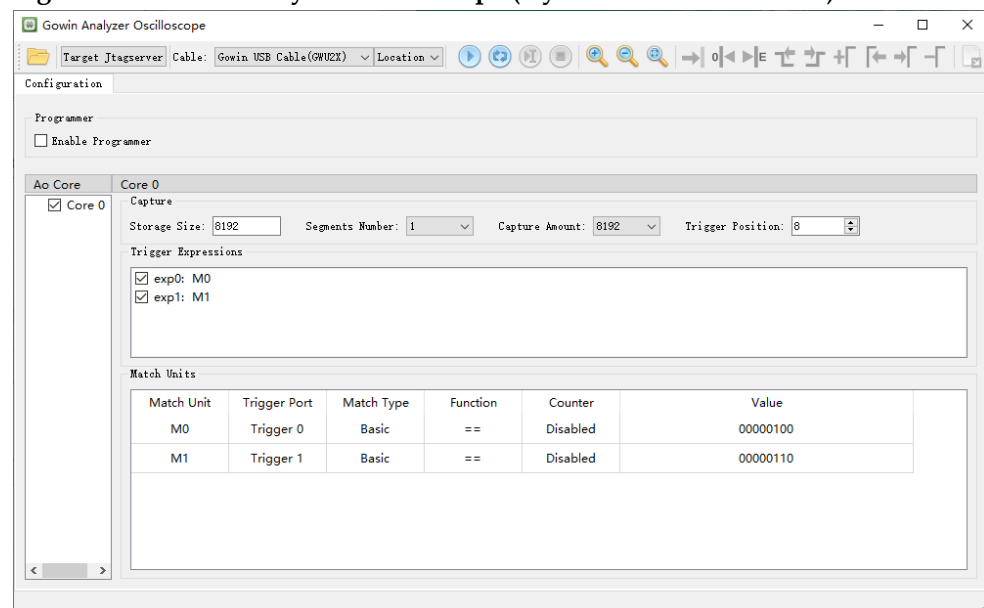 Gowin Analyzer Oscilloscope
Target Jtagserver Cable: Gowin USB Cable(GWU2X) Location
Configuration
Programmer
Enable Programmer
Ao Core Core 0
Core 0
Capture
Storage Size: 8192 Segments Number: 1 Capture Amount: 8192 Trigger Position: 8
Trigger Expressions
exp0: M0
exp1: M1
Match Units
Match Unit Trigger Port Match Type Function Counter Value
M0 Trigger 0 Basic == Disabled 00000100
M1 Trigger 1 Basic == Disabled 00000110